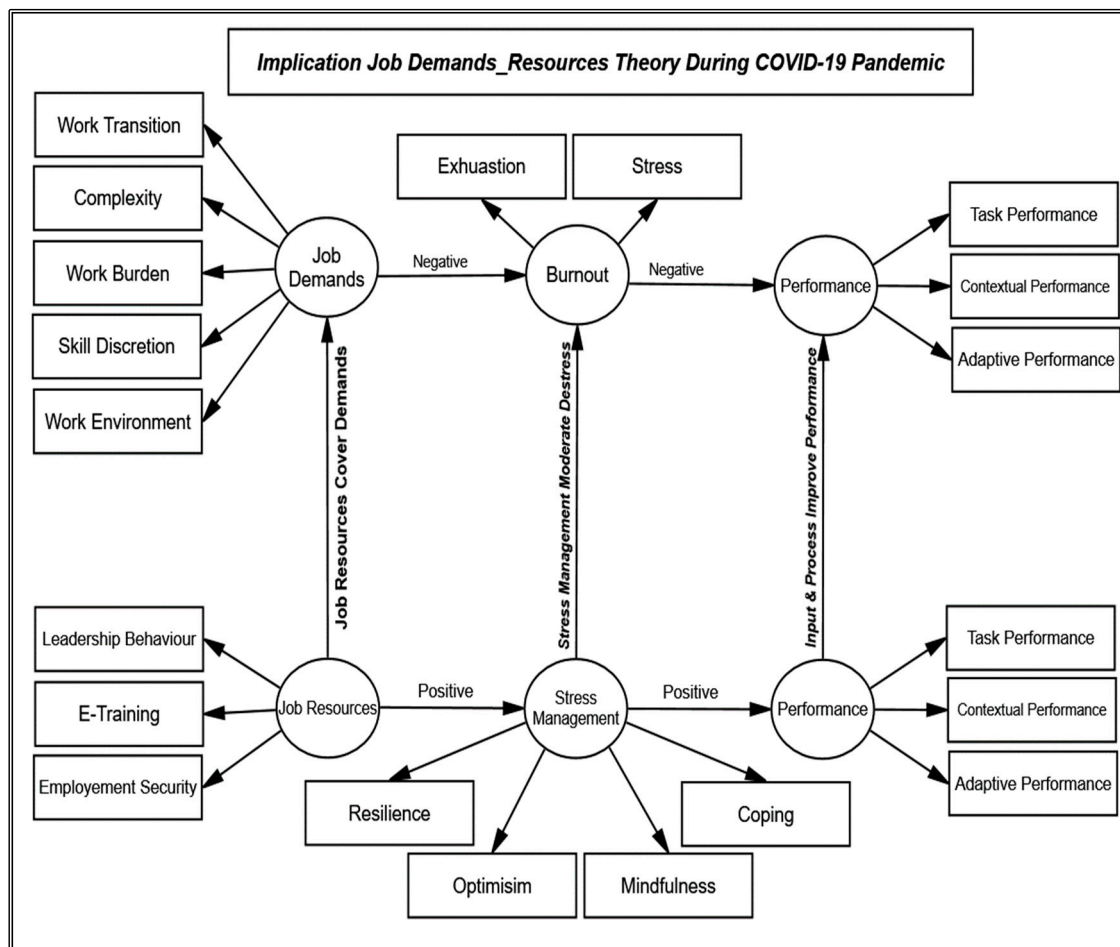 Implication Job Demands_Resources Theory During COVID-19 Pandemic
Work Transition
Complexity
Work Burden
Skill Discretion
Work Environment
Job
Demands
Negative
Exhuastion
Stress
Burnout
Negative
Performance
Task Performance
Contextual Performance
Adaptive Performance
Job Resources Cover Demands
Stress Management Moderate Destress
Input & Process Improve Performance
Leadership Behaviour
E-Training
Employement Security
Job Resources
Positive
Stress
Management
Positive
Performance
Task Performance
Contextual Performance
Adaptive Performance
Resilience
Optimisim
Mindfulness
Coping